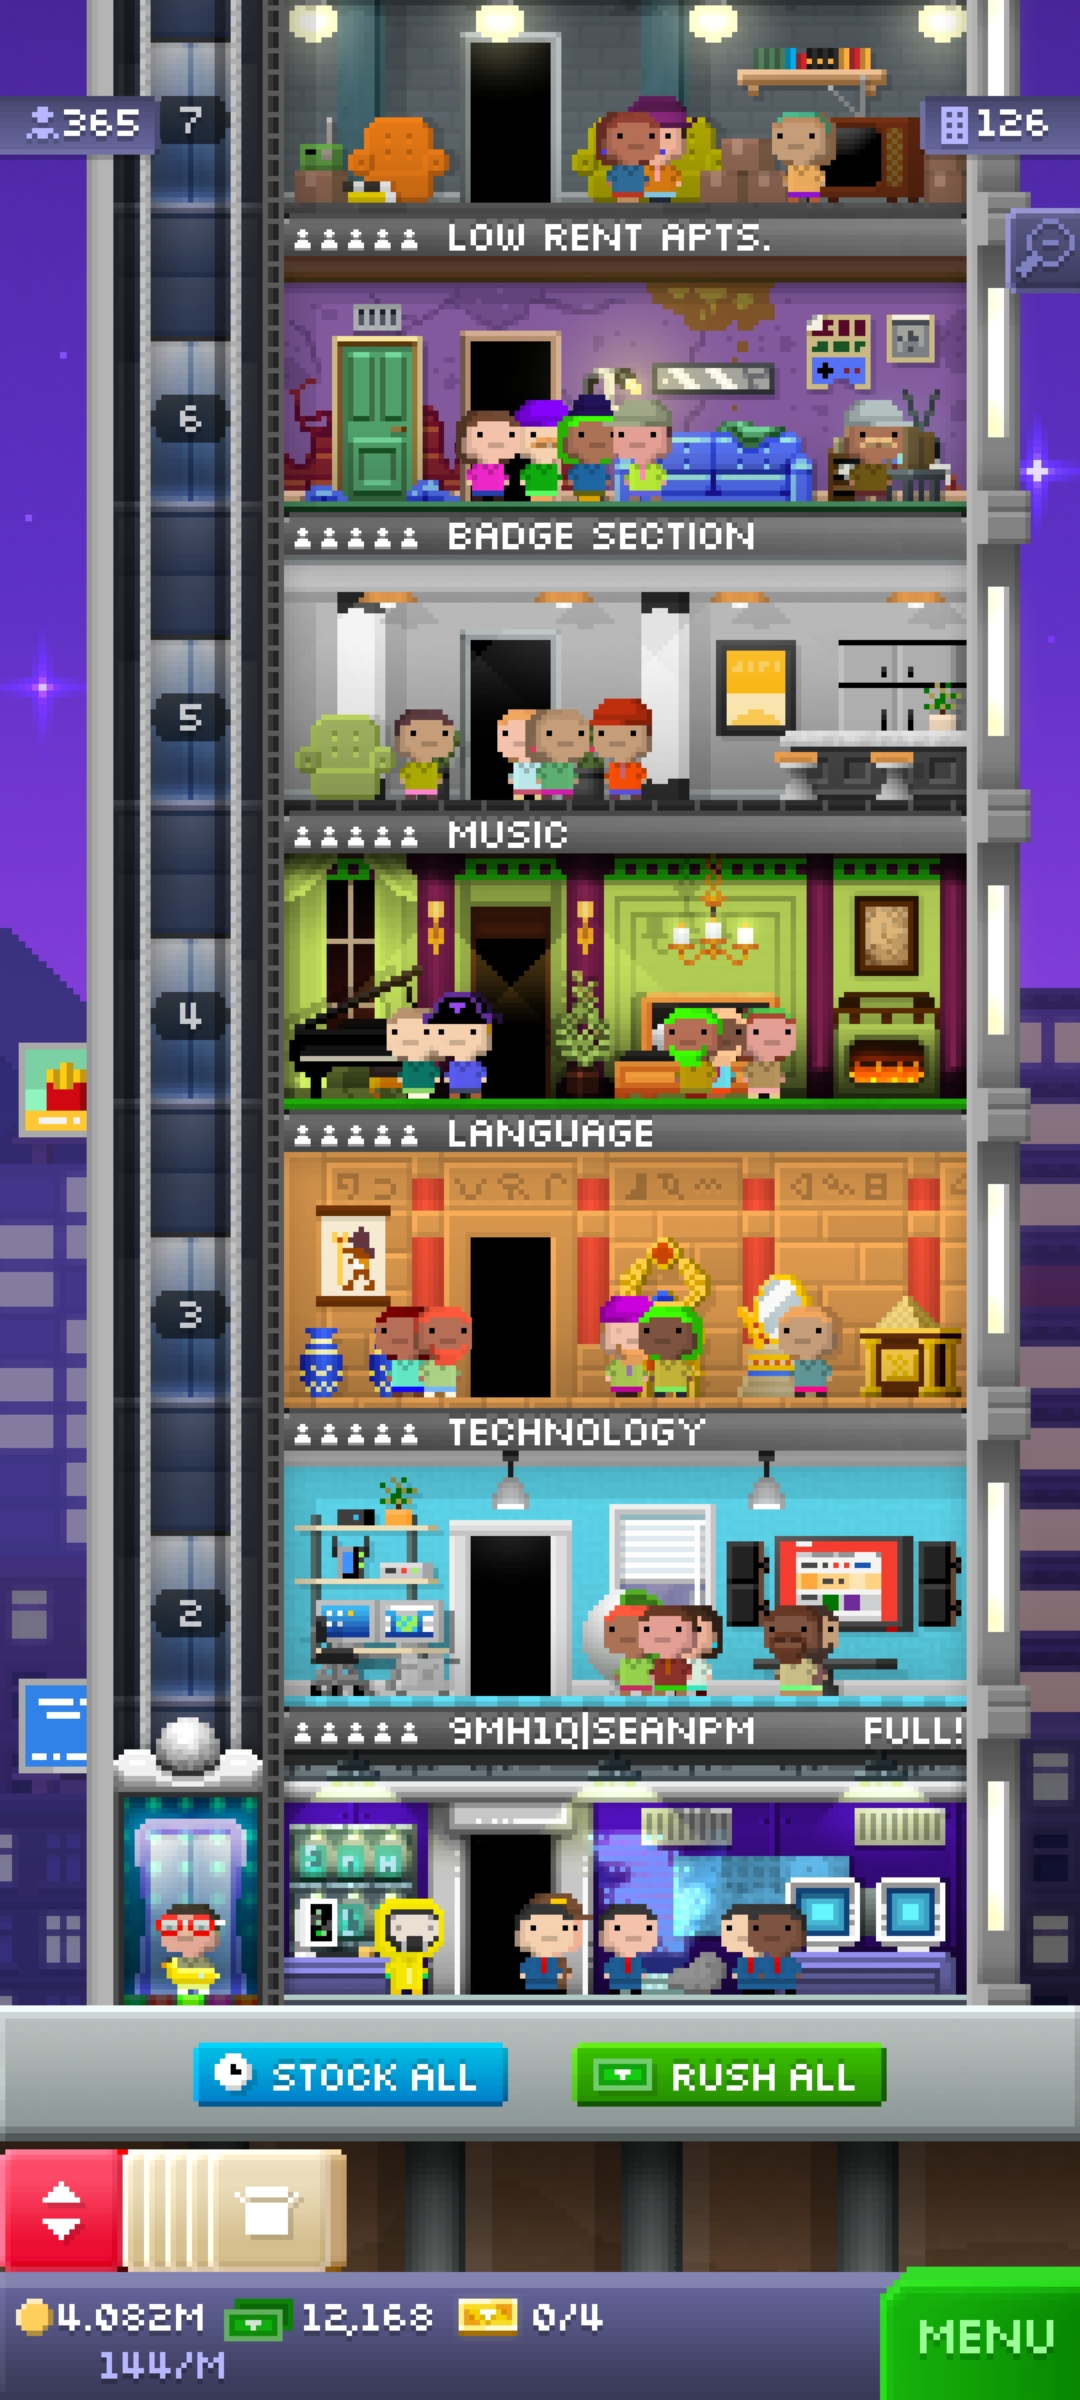 365
7
126
LOW RENT APTS.
6
BADGE SECTION
5
MUSIC
4
LANGUAGE
3
TECHNOLOGY
2
9MH1Q|SEANPM FULL!
STOCK ALL
RUSH ALL
4.082M 12,168 0/4
144/M
MENU